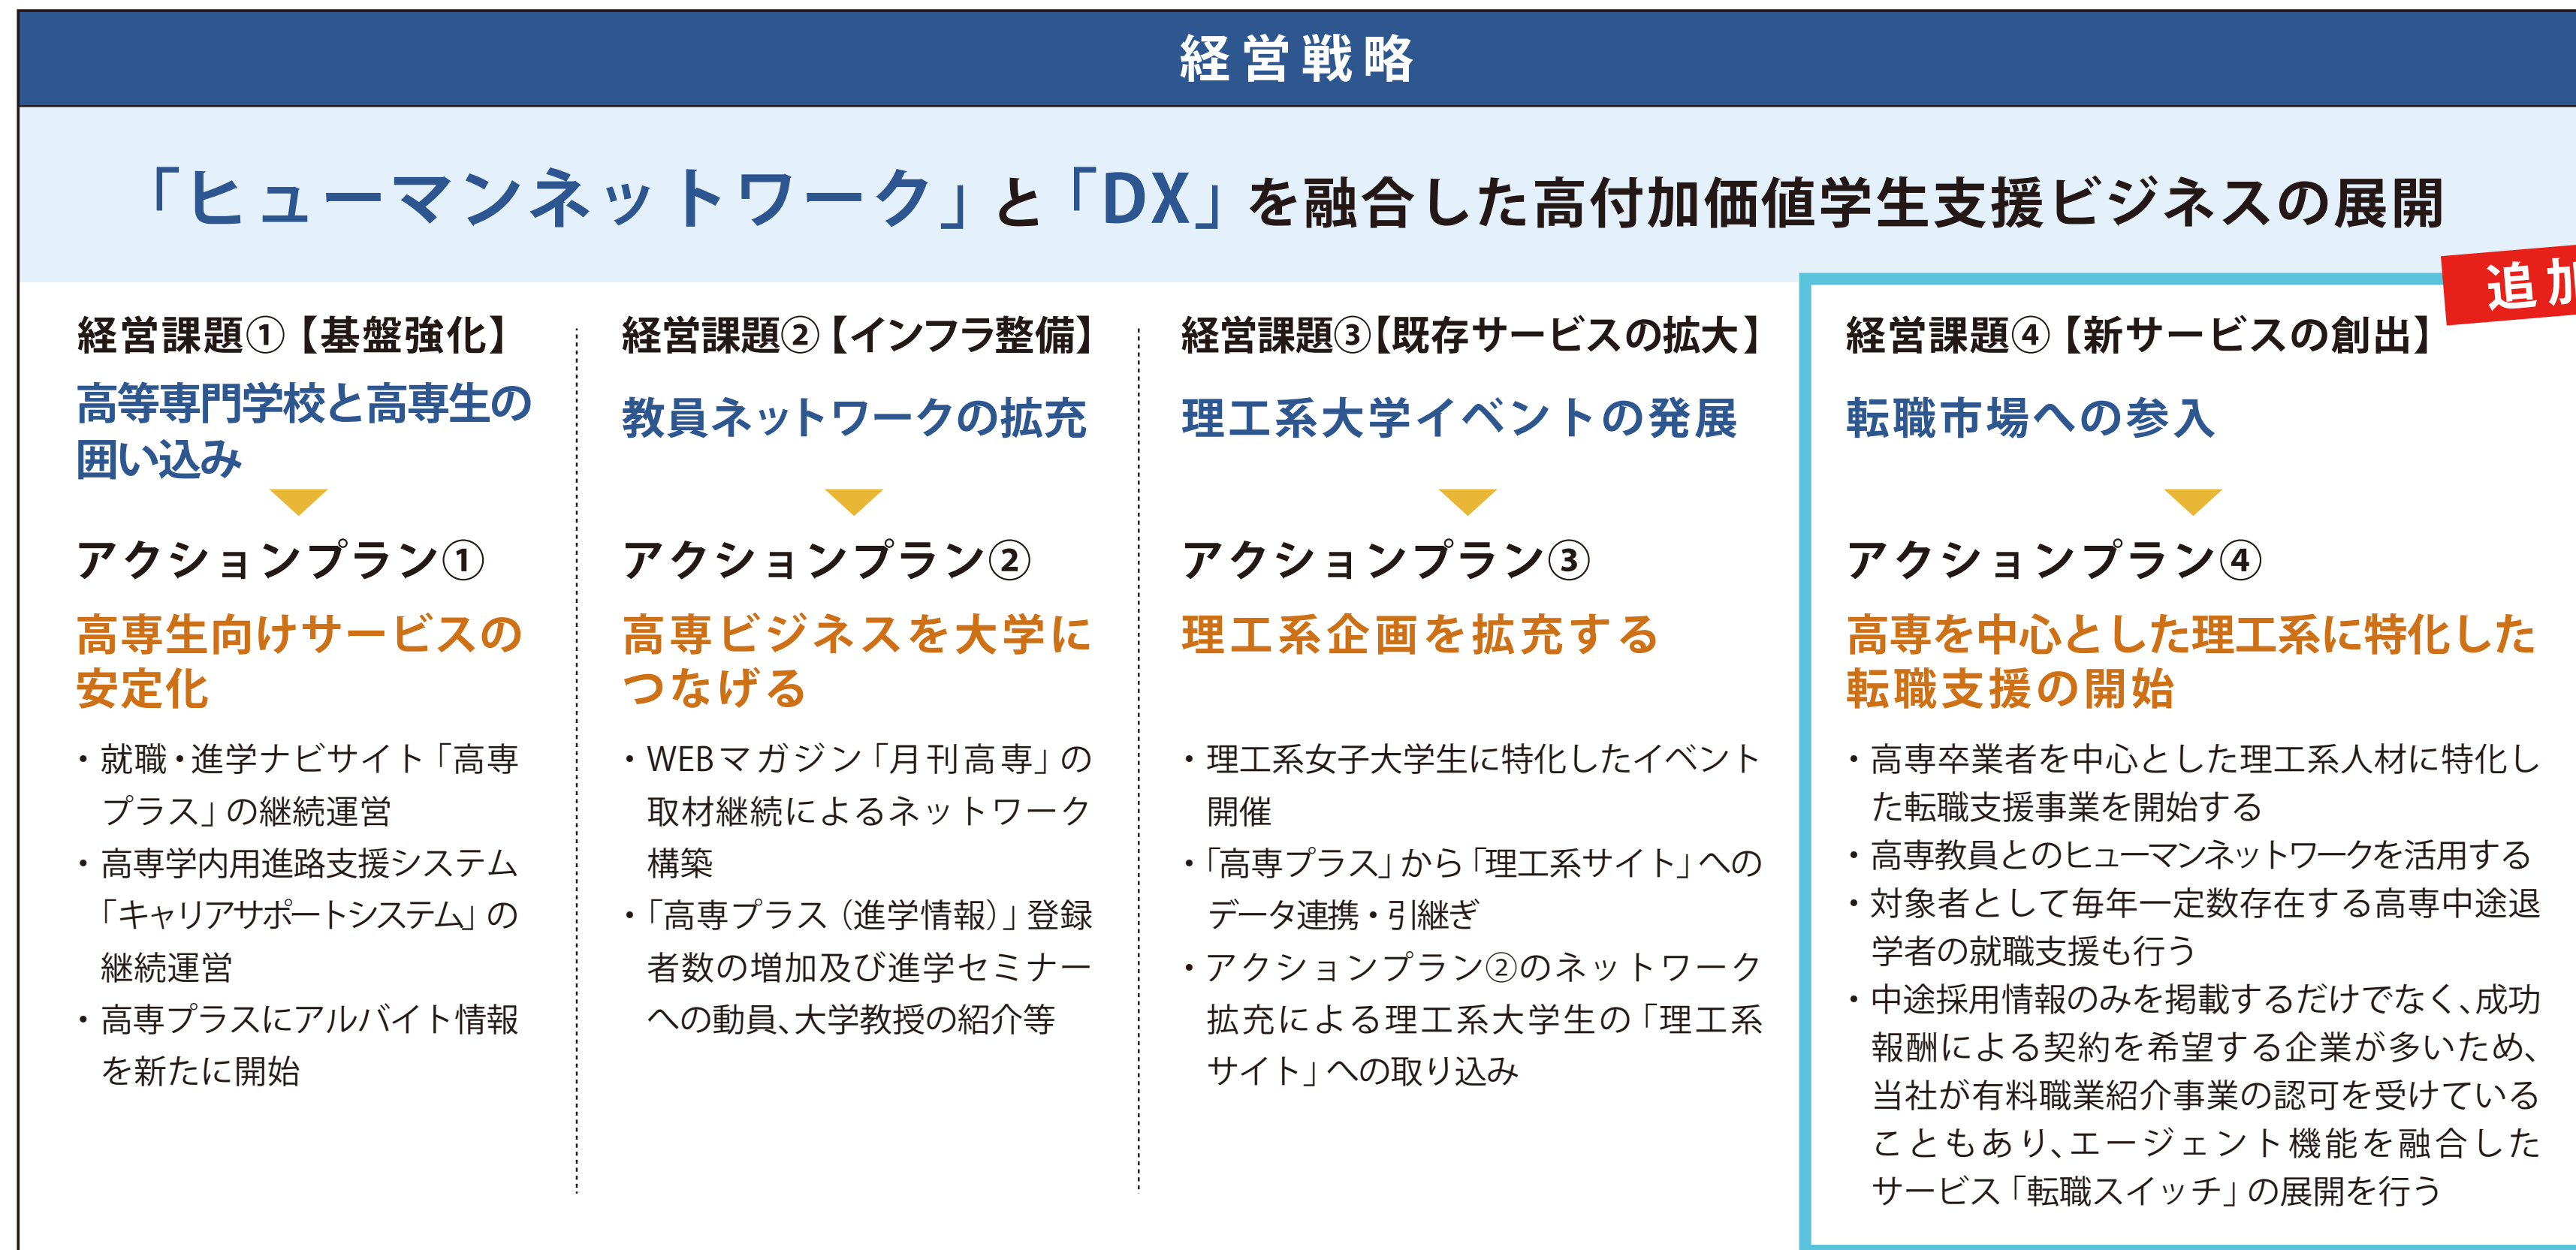 経営戦略
「ヒューマンネットワーク」と「DX」を融合した高付加価値学生支援ビジネスの展開
経営課題①【基盤強化】
高等専門学校と高専生の
囲い込み
アクションプラン①
高専生向けサービスの
安定化
・就職・進学ナビサイト「高専
プラス」の継続運営
・高専学内用進路支援システム
「キャリアサポートシステム」の
継続運営
・高専プラスにアルバイト情報
を新たに開始
経営課題②【インフラ整備】
教員ネットワークの拡充
アクションプラン②
高専ビジネスを大学に
つなげる
・WEBマガジン「月刊高専」の
取材継続によるネットワーク
構築
・「高専プラス（進学情報）」登録
者数の増加及び進学セミナー
への動員、大学教授の紹介等
経営課題③【既存サービスの拡大】
理工系大学イベントの発展
アクションプラン③
理工系企画を拡充する
・理工系女子大学生に特化したイベント
開催
・「高専プラス」から「理工系サイト」への
データ連携・引継ぎ
・アクションプラン②のネットワーク
拡充による理工系大学生の「理工系
サイト」への取り込み
追
経営課題④【新サービスの創出】
転職市場への参入
アクションプラン④
高専を中心とした理工系に特化した
転職支援の開始
・高専卒業者を中心とした理工系人材に特化し
た転職支援事業を開始する
・高専教員とのヒューマンネットワークを活用する
・対象者として毎年一定数存在する高専中途退
学者の就職支援も行う
・中途採用情報のみを掲載するだけでなく、成功
報酬による契約を希望する企業が多いため、
当社が有料職業紹介事業の認可を受けている
こともあり、エージェント機能を融合した
サービス「転職スイッチ」の展開を行う